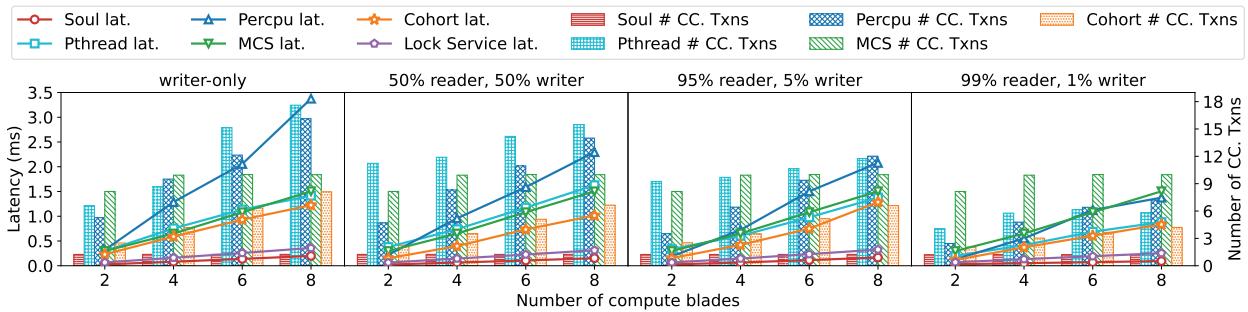 Soul lat. Percpu lat. Cohort lat. Soul # CC. Txns Percpu # CC. Txns Cohort # CC. Txns
Pthread lat. MCS lat. Lock Service lat. Pthread # CC. Txns MCS # CC. Txns
writer-only 50% reader, 50% writer 95% reader, 5% writer 99% reader, 1% writer
Latency (ms)
3.5
3.0
2.5
2.0
1.5
1.0
0.5
0.0
18
15
12
9
6
3
0
Number of CC. Txns
2 4 6 8 2 4 6 8 2 4 6 8 2 4 6 8
Number of compute blades